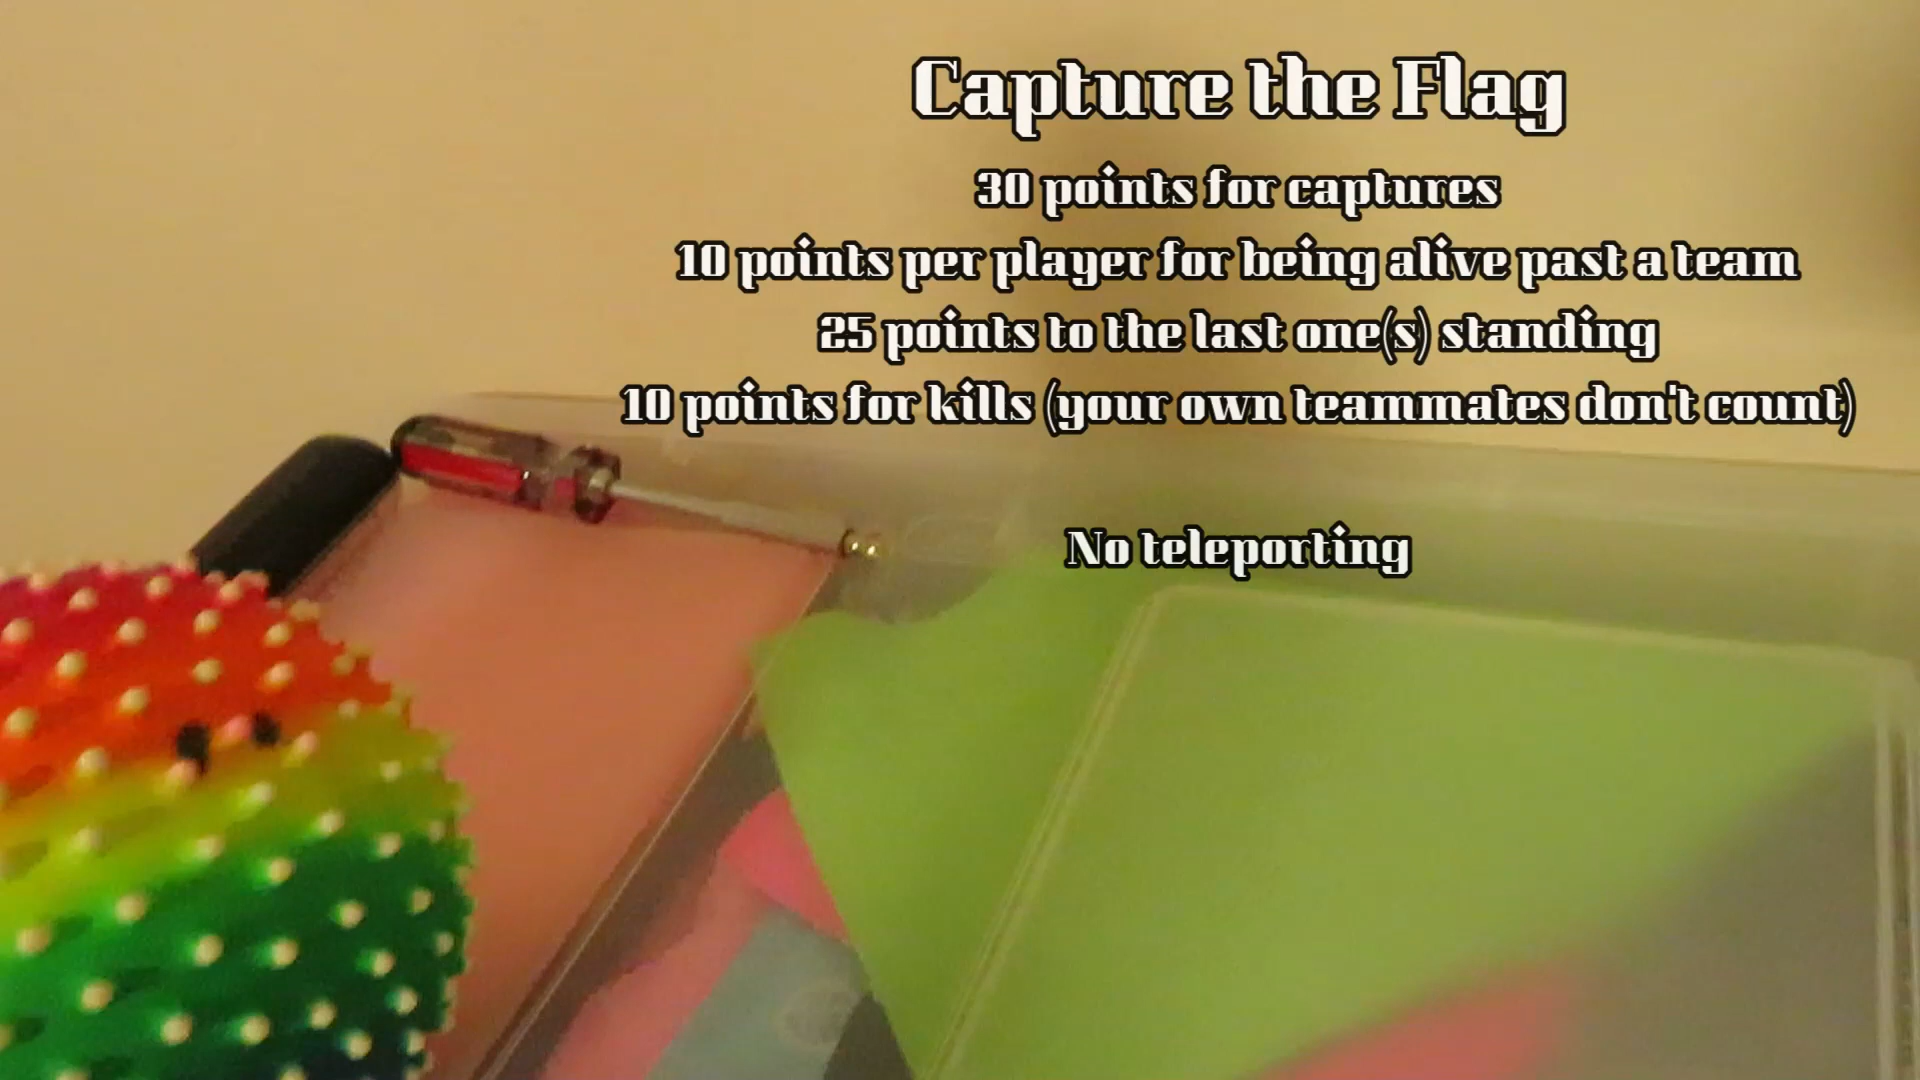 Capture the Flag
30 points for captures
10 points per player for being alive past a team
25 points to the last one(s) standing
10 points for kills (your own teammates don't count)
No teleporting